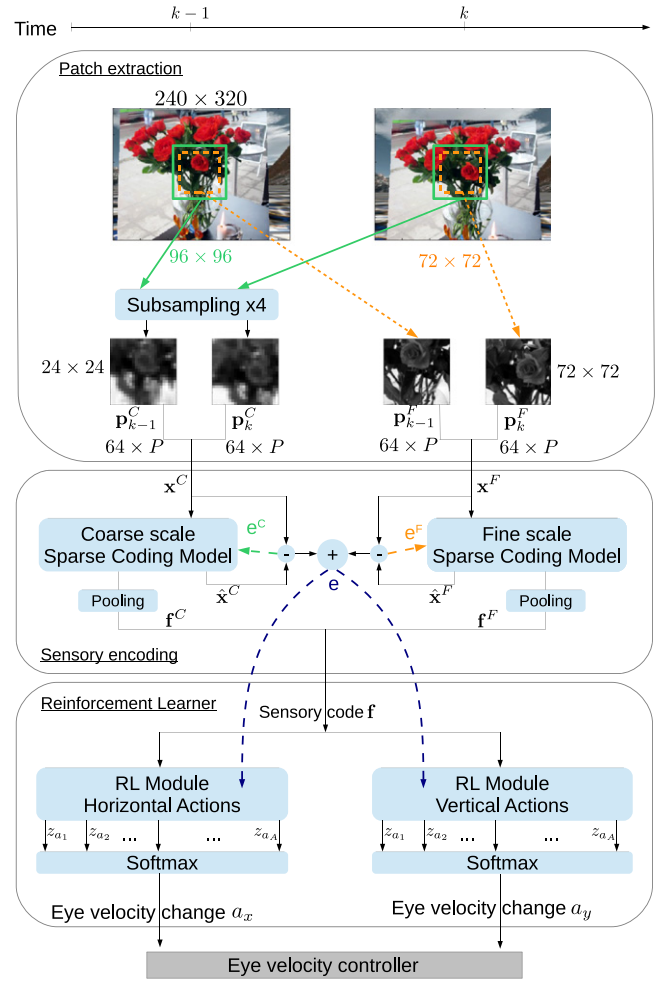 Time
k − 1
k
Patch extraction
240 × 320
96 × 96
72 × 72
Subsampling x4
24 × 24
72 × 72
p^C_{k−1}
p^C_k
p^F_{k−1}
p^F_k
64 × P
64 × P
64 × P
64 × P
x^C
x^F
Coarse scale
Sparse Coding Model
e^C
-
+
-
e^F
Fine scale
Sparse Coding Model
x̂^C
e
x̂^F
Pooling
Pooling
f^C
f^F
Sensory encoding
Reinforcement Learner
Sensory code f
RL Module
Horizontal Actions
RL Module
Vertical Actions
z_{a_1} z_{a_2} ... ... z_{a_A}
z_{a_1} z_{a_2} ... ... z_{a_A}
Softmax
Softmax
Eye velocity change a_x
Eye velocity change a_y
Eye velocity controller